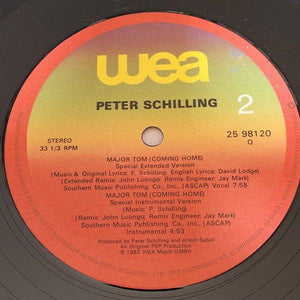 wea
PETER SCHILLING
2
STEREO
33 1/3 RPM
25 98120
Q
MAJOR TOM (COMING HOME)
Special Extended Version
(Music & Original Lyrics: P. Schilling, English Lyrics: David Lodge)
(Extended Remix: John Luongo; Remix Engineer: Jay Mark)
Southern Music Publishing, Co., Inc., (ASCAP) Vocal 7:58
MAJOR TOM (COMING HOME)
Special Instrumental Version
(Music: P. Schilling)
(Remix: John Luongo; Remix Engineer: Jay Mark)
Southern Music Publishing Co., Inc. (ASCAP)
Instrumental 4:53
Produced by Peter Schilling and Armin Sabol
An Original PSP Production
℗ 1983 WEA Musik GmbH